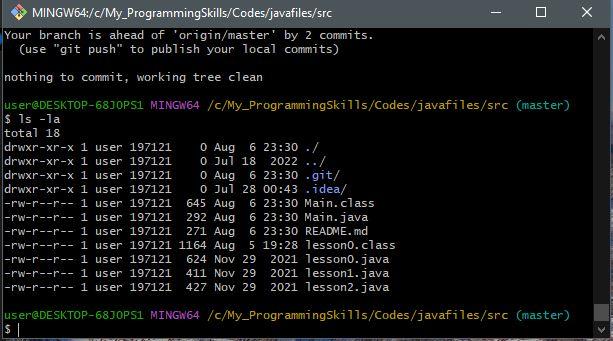 MINGW64:/c/My_ProgrammingSkills/Codes/javafiles/src
Your branch is ahead of 'origin/master' by 2 commits.
  (use "git push" to publish your local commits)
nothing to commit, working tree clean
user@DESKTOP-68JOPS1 MINGW64 /c/My_ProgrammingSkills/Codes/javafiles/src (master)
$ ls -la
total 18
drwxr-xr-x 1 user 197121    0 Aug  6 23:30 ./
drwxr-xr-x 1 user 197121    0 Jul 18  2022 ../
drwxr-xr-x 1 user 197121    0 Aug  6 23:30 .git/
drwxr-xr-x 1 user 197121    0 Jul 28 00:43 .idea/
-rw-r--r-- 1 user 197121  645 Aug  6 23:30 Main.class
-rw-r--r-- 1 user 197121  292 Aug  6 23:30 Main.java
-rw-r--r-- 1 user 197121  271 Aug  6 23:30 README.md
-rw-r--r-- 1 user 197121 1164 Aug  5 19:28 lesson0.class
-rw-r--r-- 1 user 197121  624 Nov 29  2021 lesson0.java
-rw-r--r-- 1 user 197121  411 Nov 29  2021 lesson1.java
-rw-r--r-- 1 user 197121  427 Nov 29  2021 lesson2.java
user@DESKTOP-68JOPS1 MINGW64 /c/My_ProgrammingSkills/Codes/javafiles/src (master)
$